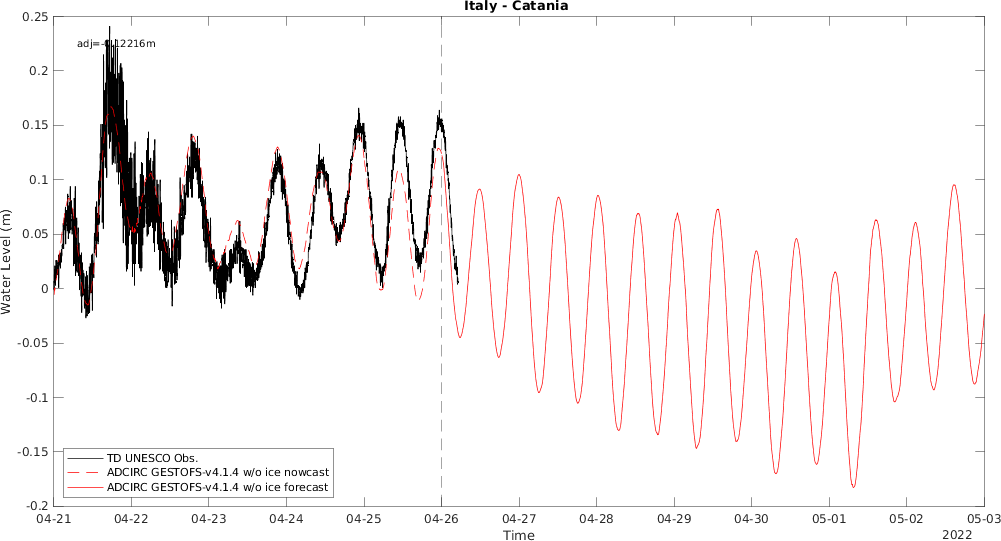 Italy - Catania
0.25
0.2
0.15
0.1
0.05
0
-0.05
-0.1
-0.15
-0.2
Water Level (m)
TD UNESCO Obs.
ADCIRC GESTOFS-v4.1.4 w/o ice nowcast
ADCIRC GESTOFS-v4.1.4 w/o ice forecast
04-21 04-22 04-23 04-24 04-25 04-26 04-27 04-28 04-29 04-30 05-01 05-02 05-03
Time
2022